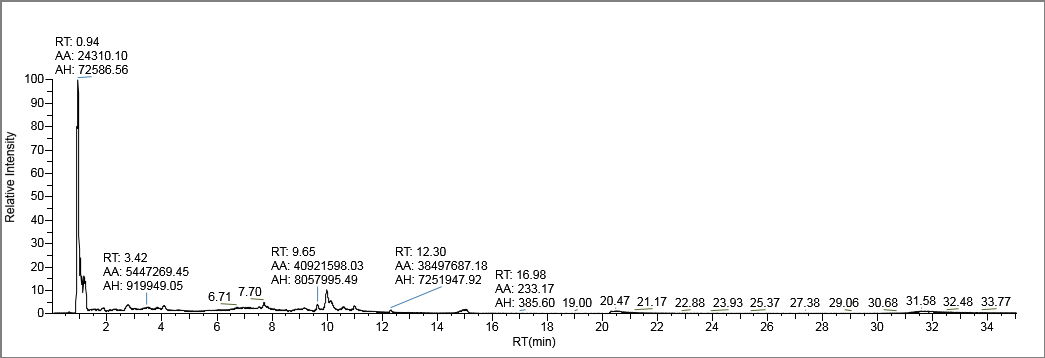 RT: 0.94
AA: 24310.10
AH: 72586.56
100
90
80
70
60
50
40
30
20
10
0
Relative Intensity
RT: 3.42
AA: 5447269.45
AH: 919949.05
6.71
7.70
RT: 9.65
AA: 40921598.03
AH: 8057995.49
RT: 12.30
AA: 38497687.18
AH: 7251947.92
RT: 16.98
AA: 233.17
AH: 385.60
19.00 20.47 21.17 22.88 23.93 25.37 27.38 29.06 30.68 31.58 32.48 33.77
2 4 6 8 10 12 14 16 18 20 22 24 26 28 30 32 34
RT(min)